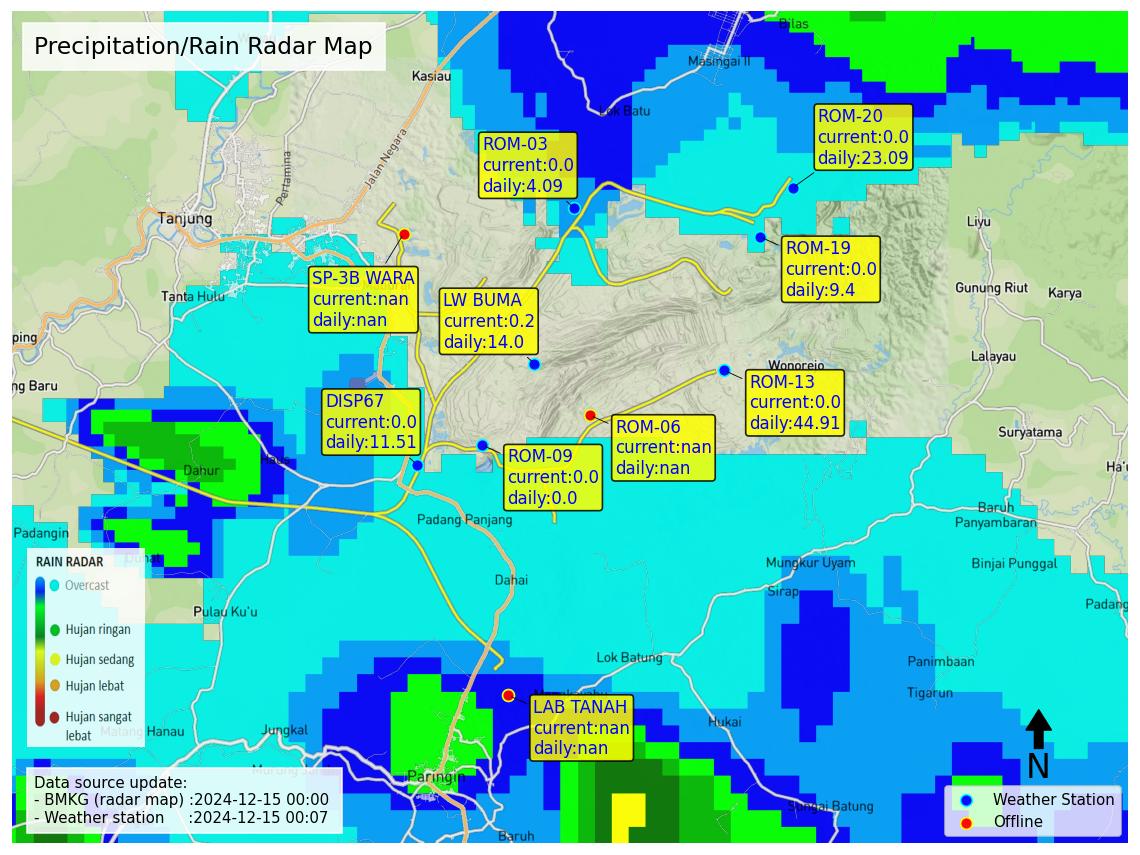 Precipitation/Rain Radar Map
Bilas
Masingai II
Kasiau
Lok Batu
Jalan Negara
Pertamina
Tanjung
Tanta Hulu
ping
ng Baru
ROM-03
current:0.0
daily:4.09
ROM-20
current:0.0
daily:23.09
ROM-19
current:0.0
daily:9.4
SP-3B WARA
current:nan
daily:nan
LW BUMA
current:0.2
daily:14.0
Liyu
Gunung Riut
Karya
Lalayau
Wonorejo
ROM-13
current:0.0
daily:44.91
DISP67
current:0.0
daily:11.51
ROM-06
current:nan
daily:nan
ROM-09
current:0.0
daily:0.0
Suryatama
Ha'u
Dahur
Padangin
Padang Panjang
Dahai
Baruh
Panyambaran
Mungkur Uyam
Binjai Punggal
Sirap
Padang
Pulau Ku'u
Lok Batung
Panimbaan
Tigarun
Hukai
LAB TANAH
current:nan
daily:nan
Jungkal
Matang Hanau
Paringin
Baruh
Sungai Batung
RAIN RADAR
Overcast
Hujan ringan
Hujan sedang
Hujan lebat
Hujan sangat
lebat
Data source update:
- BMKG (radar map) :2024-12-15 00:00
- Weather station :2024-12-15 00:07
N
Weather Station
Offline